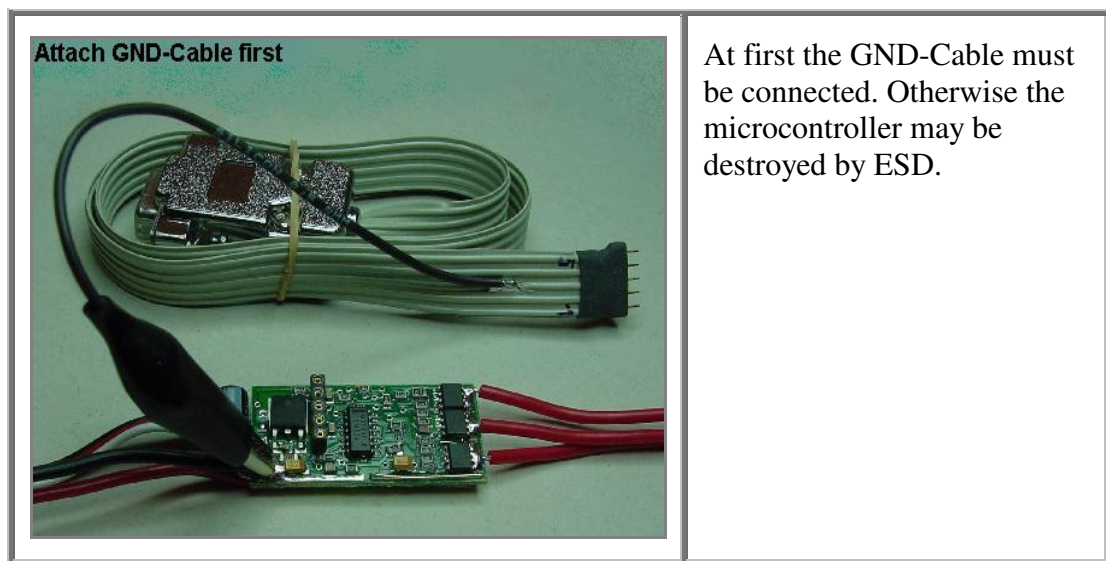 Attach GND-Cable first
At first the GND-Cable must
be connected. Otherwise the
microcontroller may be
destroyed by ESD.